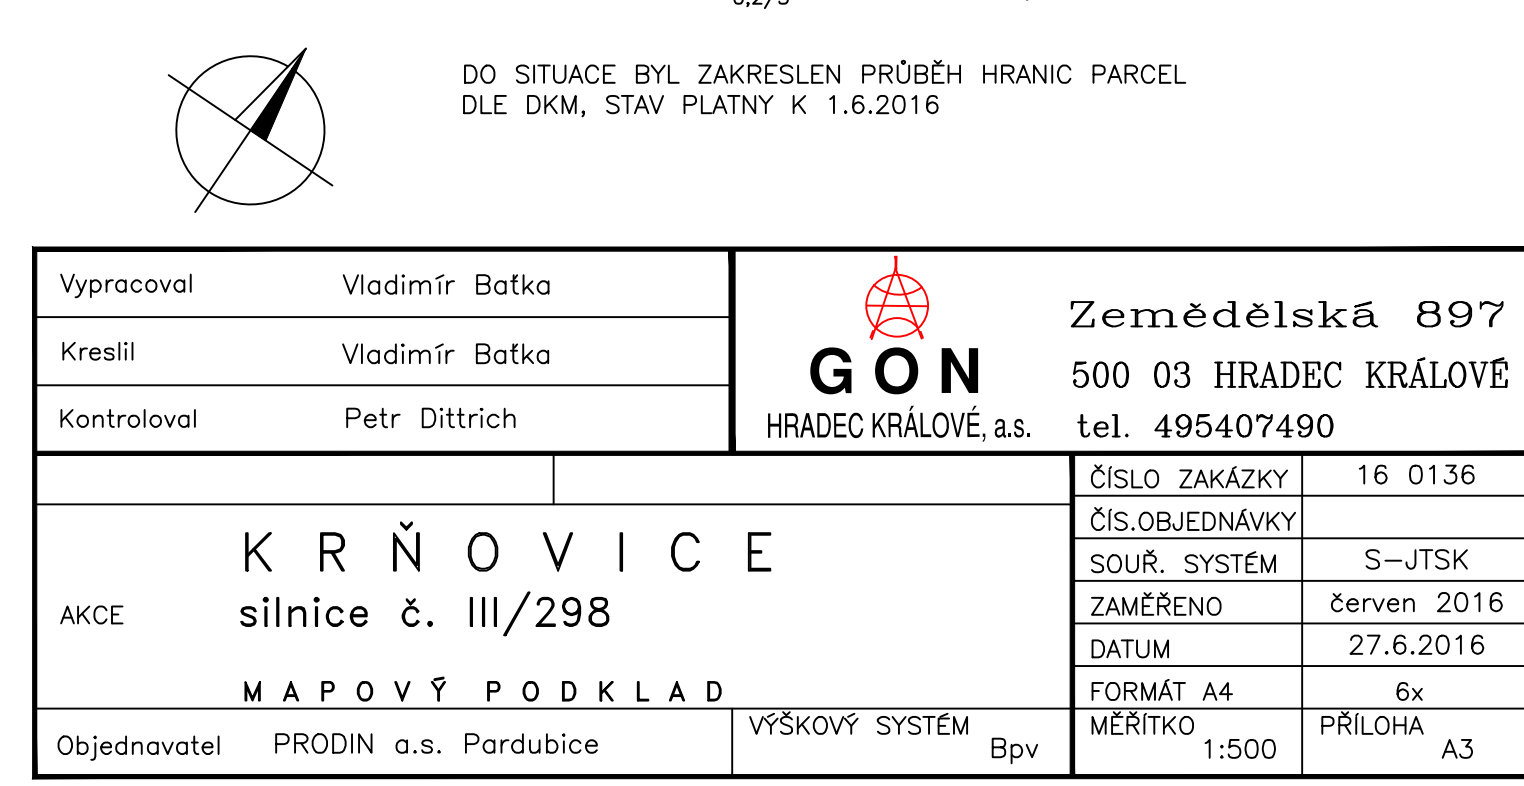 DO SITUACE BYL ZAKRESLEN PRŮBĚH HRANIC PARCEL
DLE DKM, STAV PLATNY K 1.6.2016
Vypracoval Vladimír Baťka
Kreslil Vladimír Baťka
Kontroloval Petr Dittrich
GON
HRADEC KRÁLOVÉ, a.s.
Zemědělská 897
500 03 HRADEC KRÁLOVÉ
tel. 495407490
AKCE
KRŇOVICE
silnice č. III/298
MAPOVÝ PODKLAD
ČÍSLO ZAKÁZKY 16 0136
ČÍS.OBJEDNÁVKY
SOUŘ. SYSTÉM S-JTSK
ZAMĚŘENO červen 2016
DATUM 27.6.2016
FORMÁT A4 6x
Objednavatel PRODIN a.s. Pardubice
VÝŠKOVÝ SYSTÉM
Bpv
MĚŘÍTKO
1:500
PŘÍLOHA
A3